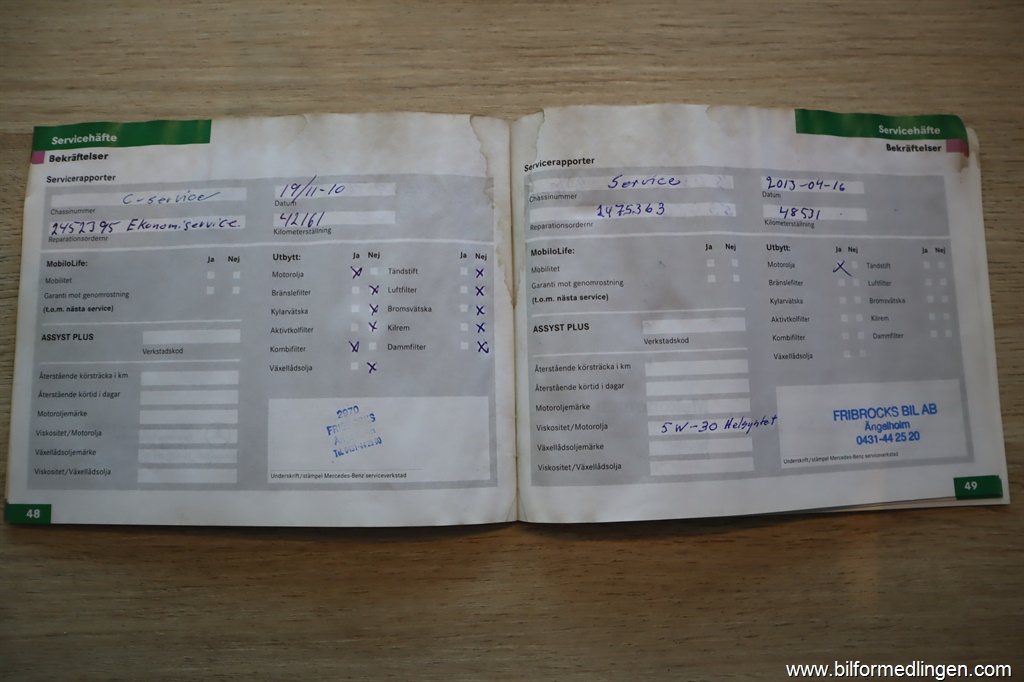 Servicehäfte
Bekräftelser
Servicerapporter
C-service
19/11-10
Chassinummer
Datum
2452395 Ekonomiservice.
42161
Reparationsordernr
Kilometerställning
MobiloLife:
Ja Nej
Utbytt:
Ja Nej
Mobilitet
Garanti mot genomrostning
(t.o.m. nästa service)
Motorolja X
Tändstift X
Bränslefilter X
Luftfilter X
Kylarvätska X
Bromsvätska X
Aktivtkolfilter X
Kilrem X
Kombifilter X
Dammfilter X
Växellådsolja X
ASSYST PLUS
Verkstadskod
Återstående körsträcka i km
Återstående körtid i dagar
Motoroljemärke
Viskositet/Motorolja
Växellådsoljemärke
Viskositet/Växellådsolja
2970
Underskrift/stämpel Mercedes-Benz serviceverkstad
48
Servicehäfte
Bekräftelser
Servicerapporter
Service
2013-04-16
Chassinummer
Datum
2475363
48531
Reparationsordernr
Kilometerställning
MobiloLife:
Ja Nej
Utbytt:
Ja Nej
Ja Nej
Mobilitet
Garanti mot genomrostning
(t.o.m. nästa service)
Motorolja X
Tändstift
Bränslefilter
Luftfilter
Kylarvätska
Bromsvätska
Aktivtkolfilter
Kilrem
Kombifilter
Dammfilter
Växellådsolja
ASSYST PLUS
Verkstadskod
Återstående körsträcka i km
Återstående körtid i dagar
Motoroljemärke
Viskositet/Motorolja
5W-30 Helsyntet
Växellådsoljemärke
Viskositet/Växellådsolja
FRIBROCKS BIL AB
Ängelholm
0431-44 25 20
Underskrift/stämpel Mercedes-Benz serviceverkstad
49
www.bilformedlingen.com